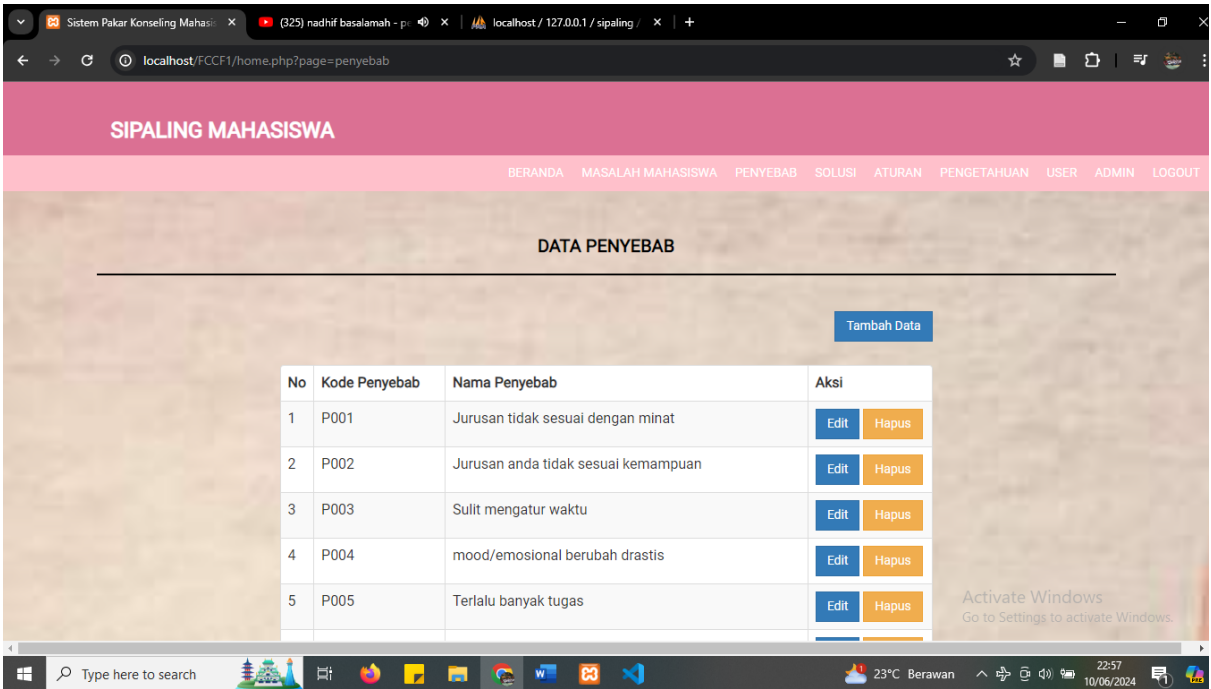 Sistem Pakar Konseling Mahasis
(325) nadhif basalamah - pe
localhost / 127.0.0.1 / sipaling /
localhost/FCCF1/home.php?page=penyebab
SIPALING MAHASISWA
BERANDA MASALAH MAHASISWA PENYEBAB SOLUSI ATURAN PENGETAHUAN USER ADMIN LOGOUT
DATA PENYEBAB
Tambah Data
No Kode Penyebab Nama Penyebab Aksi
1 P001 Jurusan tidak sesuai dengan minat Edit Hapus
2 P002 Jurusan anda tidak sesuai kemampuan Edit Hapus
3 P003 Sulit mengatur waktu Edit Hapus
4 P004 mood/emosional berubah drastis Edit Hapus
5 P005 Terlalu banyak tugas Edit Hapus
Activate Windows
Go to Settings to activate Windows.
Type here to search
23°C Berawan
22:57
10/06/2024